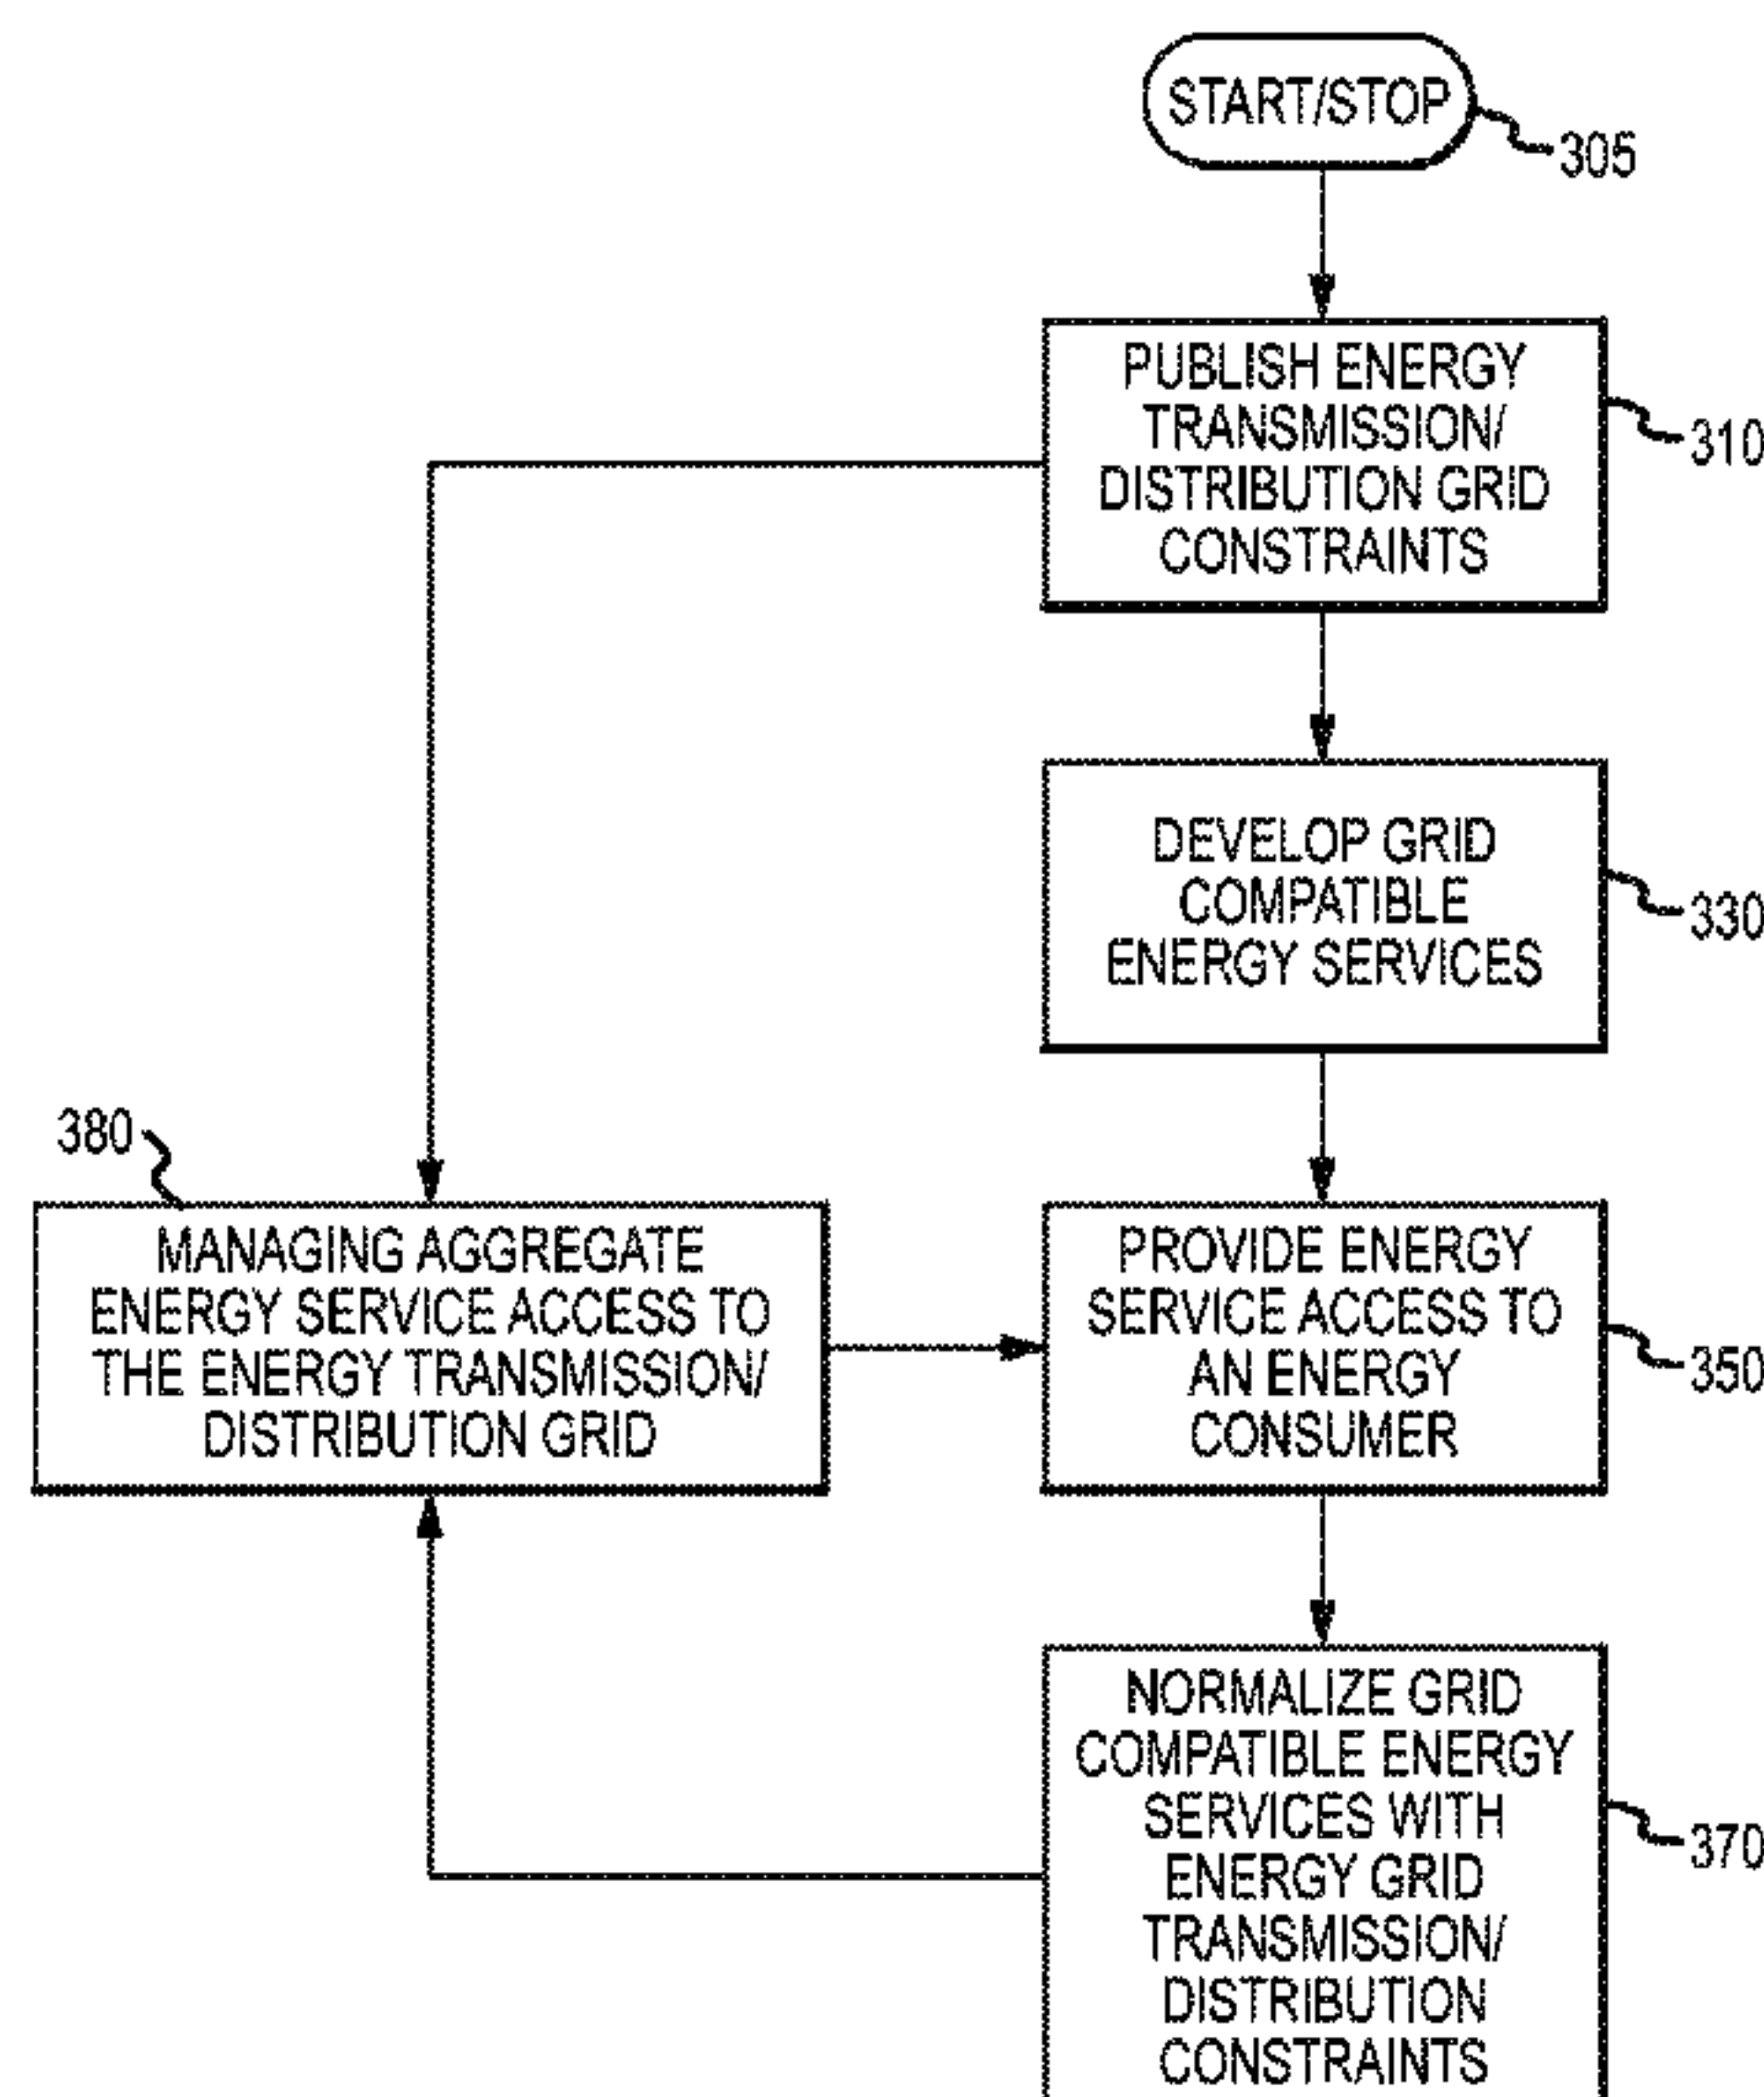 START/STOP
305
PUBLISH ENERGY
TRANSMISSION/
DISTRIBUTION GRID
CONSTRAINTS
310
DEVELOP GRID
COMPATIBLE
ENERGY SERVICES
330
380
MANAGING AGGREGATE
ENERGY SERVICE ACCESS TO
THE ENERGY TRANSMISSION/
DISTRIBUTION GRID
PROVIDE ENERGY
SERVICE ACCESS TO
AN ENERGY
CONSUMER
350
NORMALIZE GRID
COMPATIBLE ENERGY
SERVICES WITH
ENERGY GRID
TRANSMISSION/
DISTRIBUTION
CONSTRAINTS
370